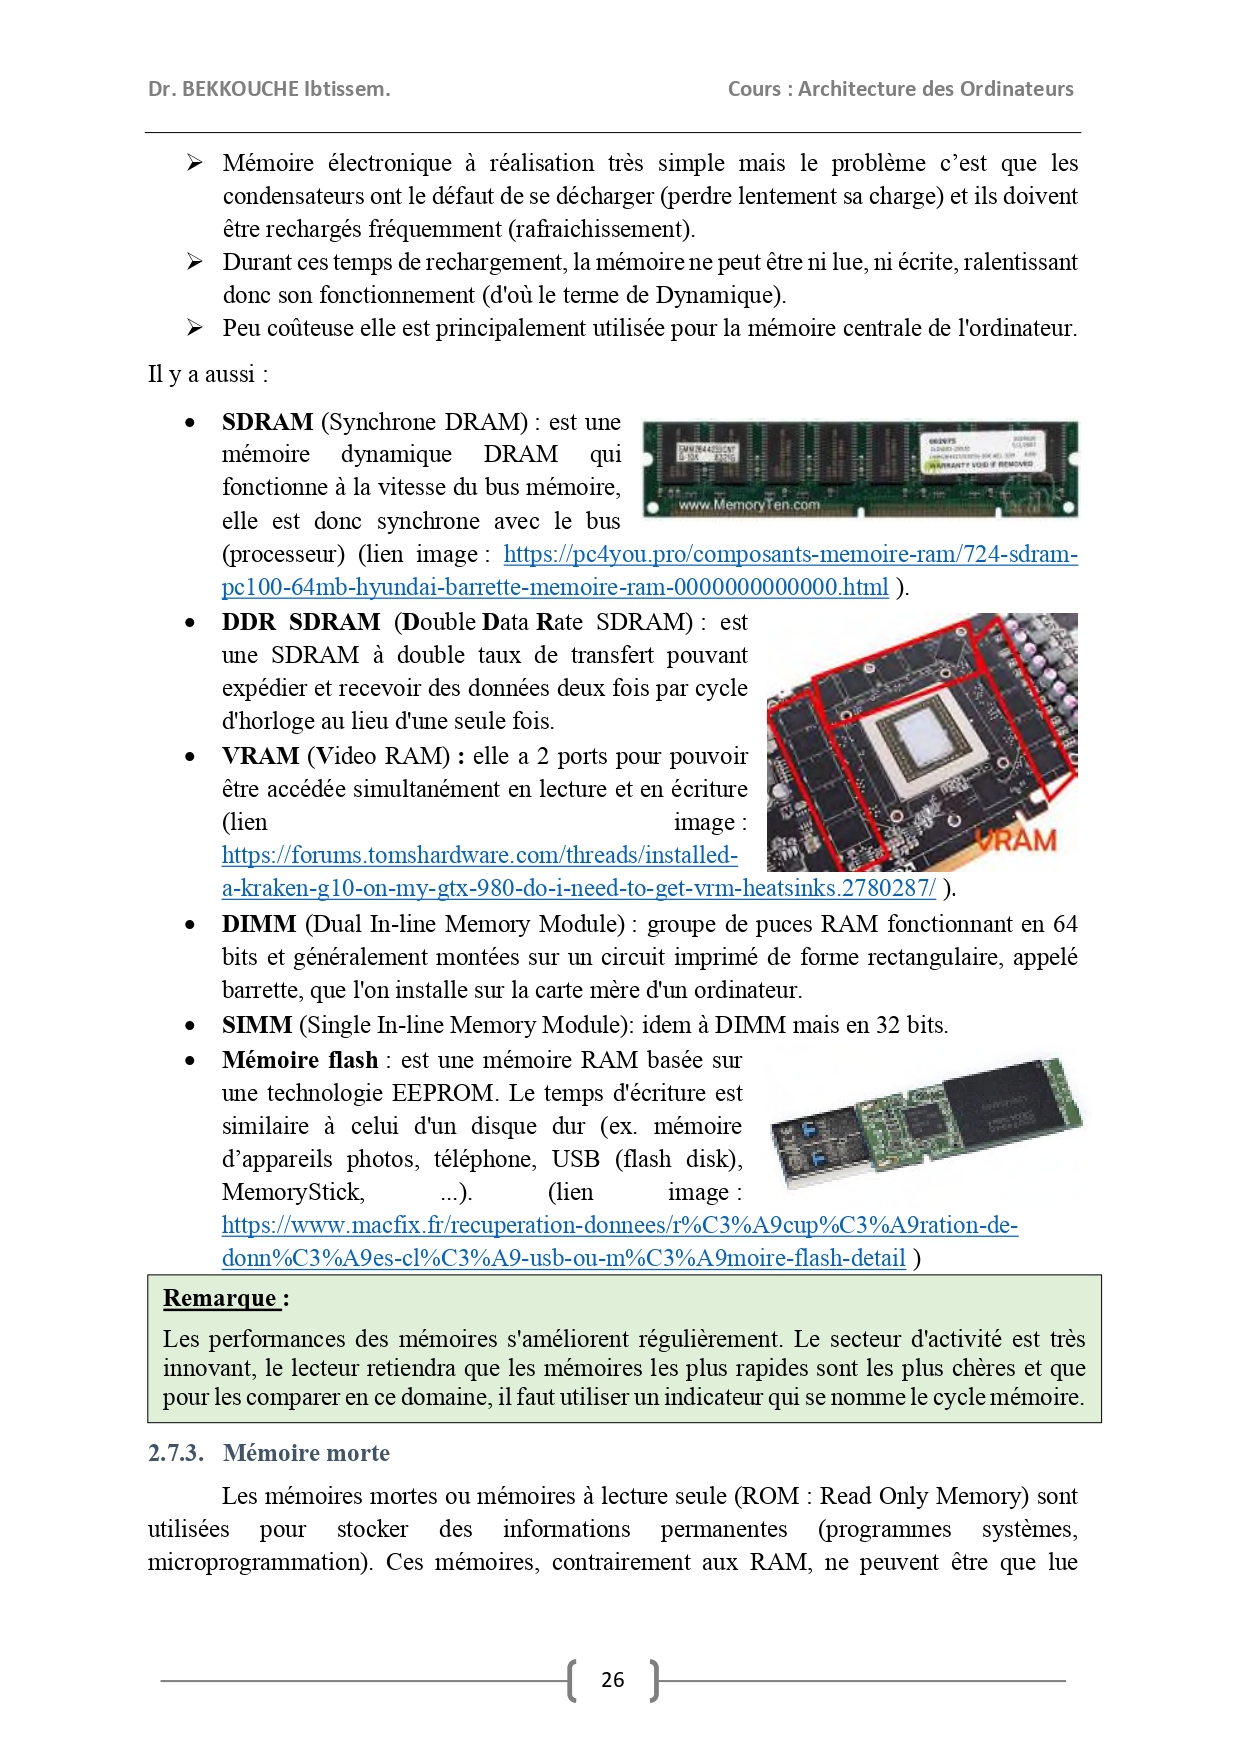 Dr. BEKKOUCHE Ibtissem. Cours : Architecture des Ordinateurs
➢ Mémoire électronique à réalisation très simple mais le problème c’est que les
condensateurs ont le défaut de se décharger (perdre lentement sa charge) et ils doivent
être rechargés fréquemment (rafraichissement).
➢ Durant ces temps de rechargement, la mémoire ne peut être ni lue, ni écrite, ralentissant
donc son fonctionnement (d'où le terme de Dynamique).
➢ Peu coûteuse elle est principalement utilisée pour la mémoire centrale de l'ordinateur.
Il y a aussi :
• SDRAM (Synchrone DRAM) : est une
mémoire dynamique DRAM qui
fonctionne à la vitesse du bus mémoire,
elle est donc synchrone avec le bus
(processeur) (lien image : https://pc4you.pro/composants-memoire-ram/724-sdram-
pc100-64mb-hyundai-barrette-memoire-ram-0000000000000.html ).
WARRANTY VOID IF REMOVED
www.MemoryTen.com
• DDR SDRAM (Double Data Rate SDRAM) : est
une SDRAM à double taux de transfert pouvant
expédier et recevoir des données deux fois par cycle
d'horloge au lieu d'une seule fois.
• VRAM (Video RAM) : elle a 2 ports pour pouvoir
être accédée simultanément en lecture et en écriture
(lien image :
https://forums.tomshardware.com/threads/installed-
a-kraken-g10-on-my-gtx-980-do-i-need-to-get-vrm-heatsinks.2780287/ ).
VRAM
• DIMM (Dual In-line Memory Module) : groupe de puces RAM fonctionnant en 64
bits et généralement montées sur un circuit imprimé de forme rectangulaire, appelé
barrette, que l'on installe sur la carte mère d'un ordinateur.
• SIMM (Single In-line Memory Module): idem à DIMM mais en 32 bits.
• Mémoire flash : est une mémoire RAM basée sur
une technologie EEPROM. Le temps d'écriture est
similaire à celui d'un disque dur (ex. mémoire
d’appareils photos, téléphone, USB (flash disk),
MemoryStick, ...). (lien image :
https://www.macfix.fr/recuperation-donnees/r%C3%A9cup%C3%A9ration-de-
donn%C3%A9es-cl%C3%A9-usb-ou-m%C3%A9moire-flash-detail )
Remarque :
Les performances des mémoires s'améliorent régulièrement. Le secteur d'activité est très
innovant, le lecteur retiendra que les mémoires les plus rapides sont les plus chères et que
pour les comparer en ce domaine, il faut utiliser un indicateur qui se nomme le cycle mémoire.
2.7.3. Mémoire morte
Les mémoires mortes ou mémoires à lecture seule (ROM : Read Only Memory) sont
utilisées pour stocker des informations permanentes (programmes systèmes,
microprogrammation). Ces mémoires, contrairement aux RAM, ne peuvent être que lue
26